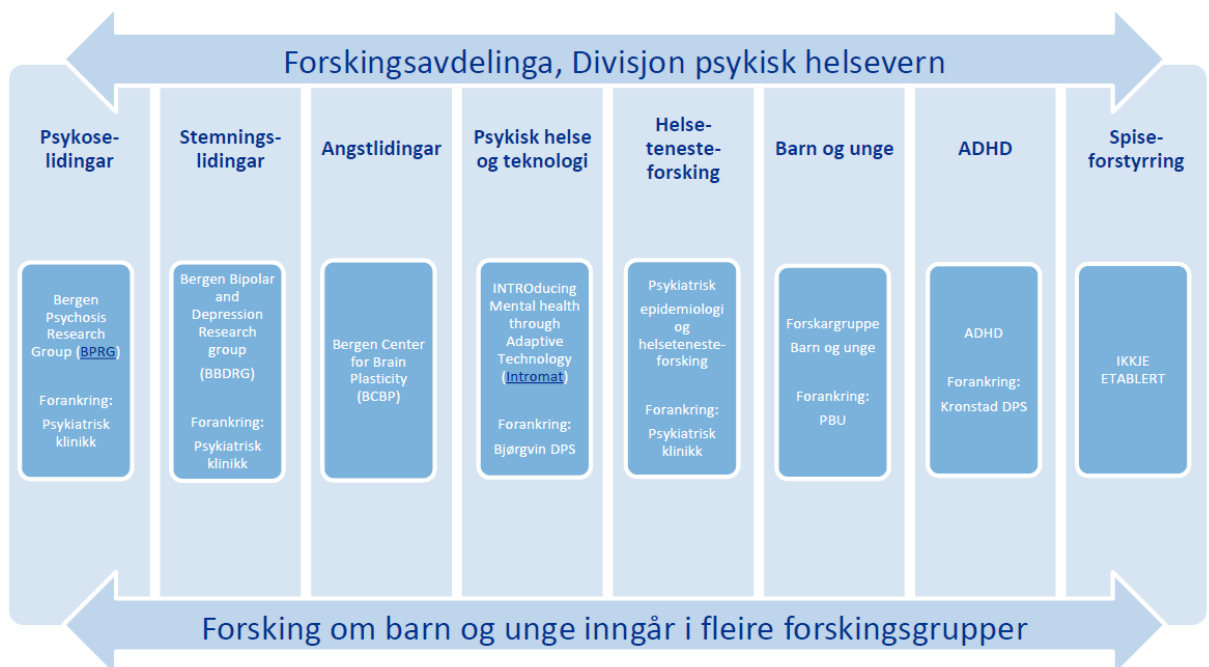 Forskingsavdelinga, Divisjon psykisk helsevern
Psykose-
lidingar
Stemnings-
lidingar
Angstlidingar
Psykisk helse
og teknologi
Helse-
teneste-
forsking
Barn og unge
ADHD
Spise-
forstyrring
Bergen
Psychosis
Research
Group (BPRG)
Forankring:
Psykiatrisk
klinikk
Bergen Bipolar
and
Depression
Research
group
(BBDRG)
Forankring:
Psykiatrisk
klinikk
Bergen Center
for Brain
Plasticity
(BCBP)
INTROducing
Mental health
through
Adaptive
Technology
(Intromat)
Forankring:
Bjørgvin DPS
Psykiatrisk
epidemiologi
og
helseteneste-
forsking
Forankring:
Psykiatrisk
klinikk
Forskargruppe
Barn og unge
Forankring:
PBU
ADHD
Forankring:
Kronstad DPS
IKKJE
ETABLERT
Forsking om barn og unge inngår i fleire forskingsgrupper